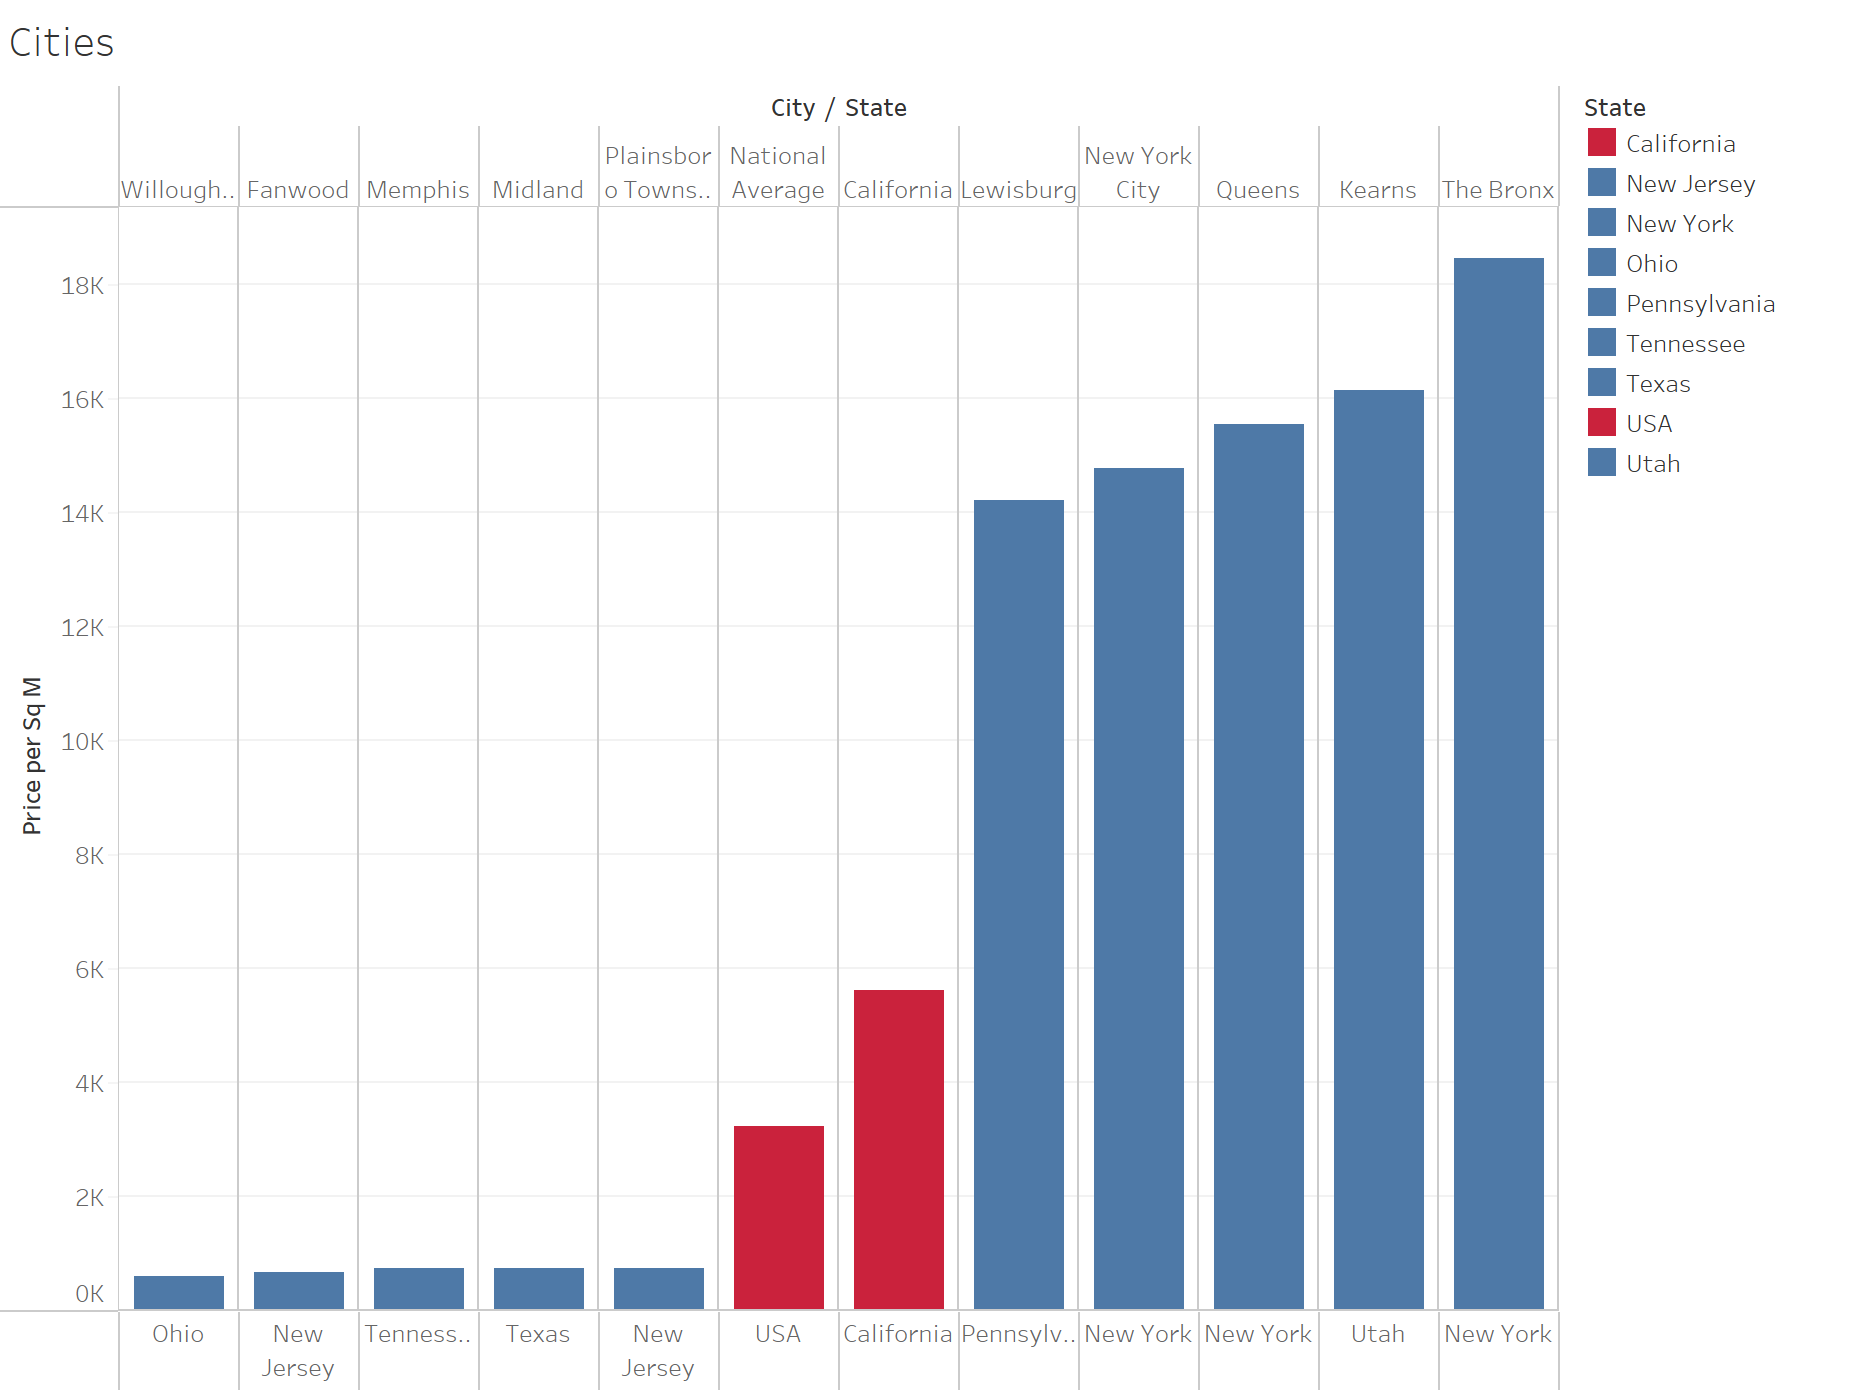 Cities
City / State
Willough.. Fanwood Memphis Midland Plainsbor National California Lewisburg New York Queens Kearns The Bronx
o Towns.. Average City
18K
16K
14K
12K
10K
8K
6K
4K
2K
0K
Price per Sq M
Ohio New Tenness.. Texas New USA California Pennsylv.. New York New York Utah New York
Jersey Jersey
State
California
New Jersey
New York
Ohio
Pennsylvania
Tennessee
Texas
USA
Utah